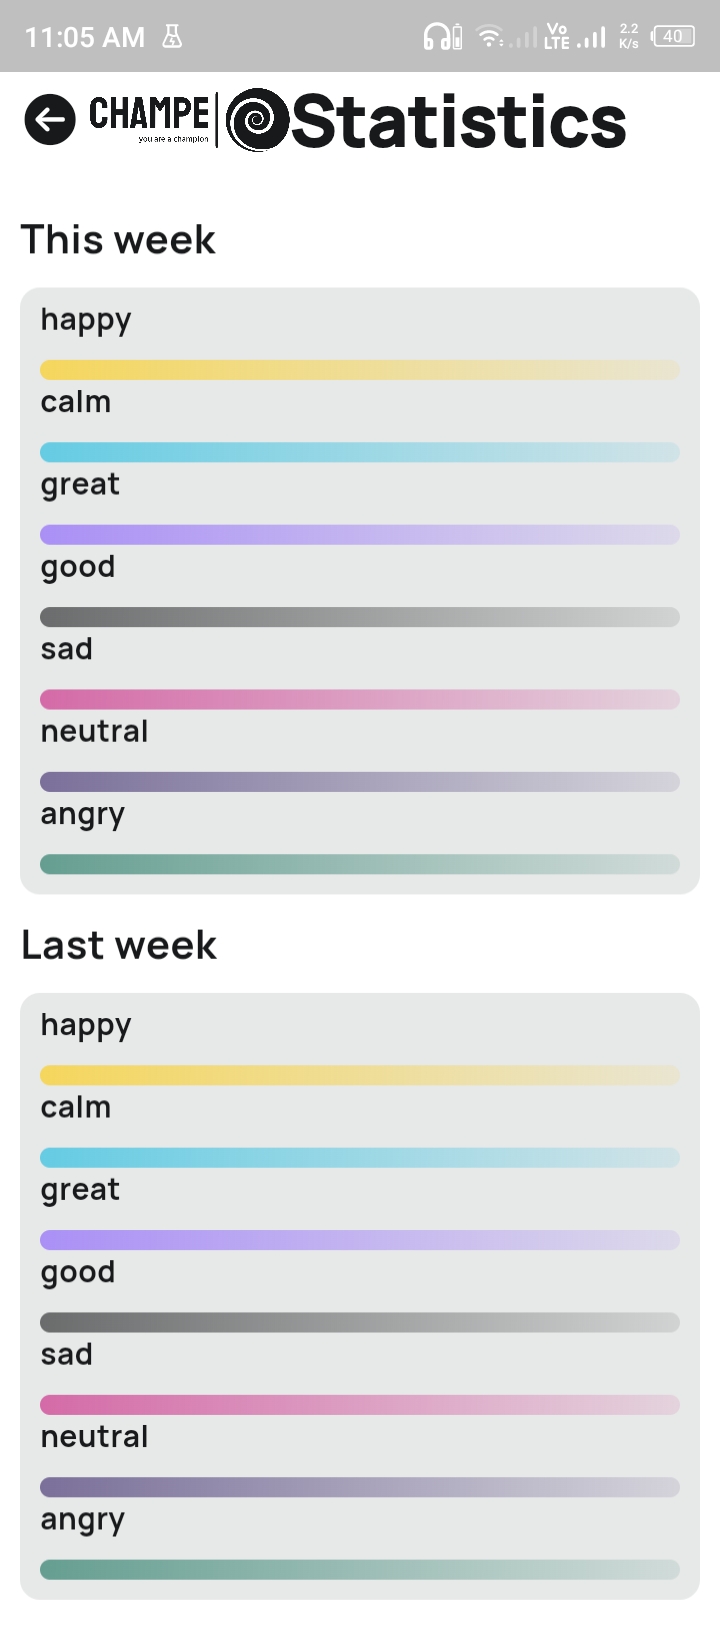 11:05 AM Vo LTE 2.2 K/s 40
CHAMPE Statistics
you are a champion
This week
happy
calm
great
good
sad
neutral
angry
Last week
happy
calm
great
good
sad
neutral
angry